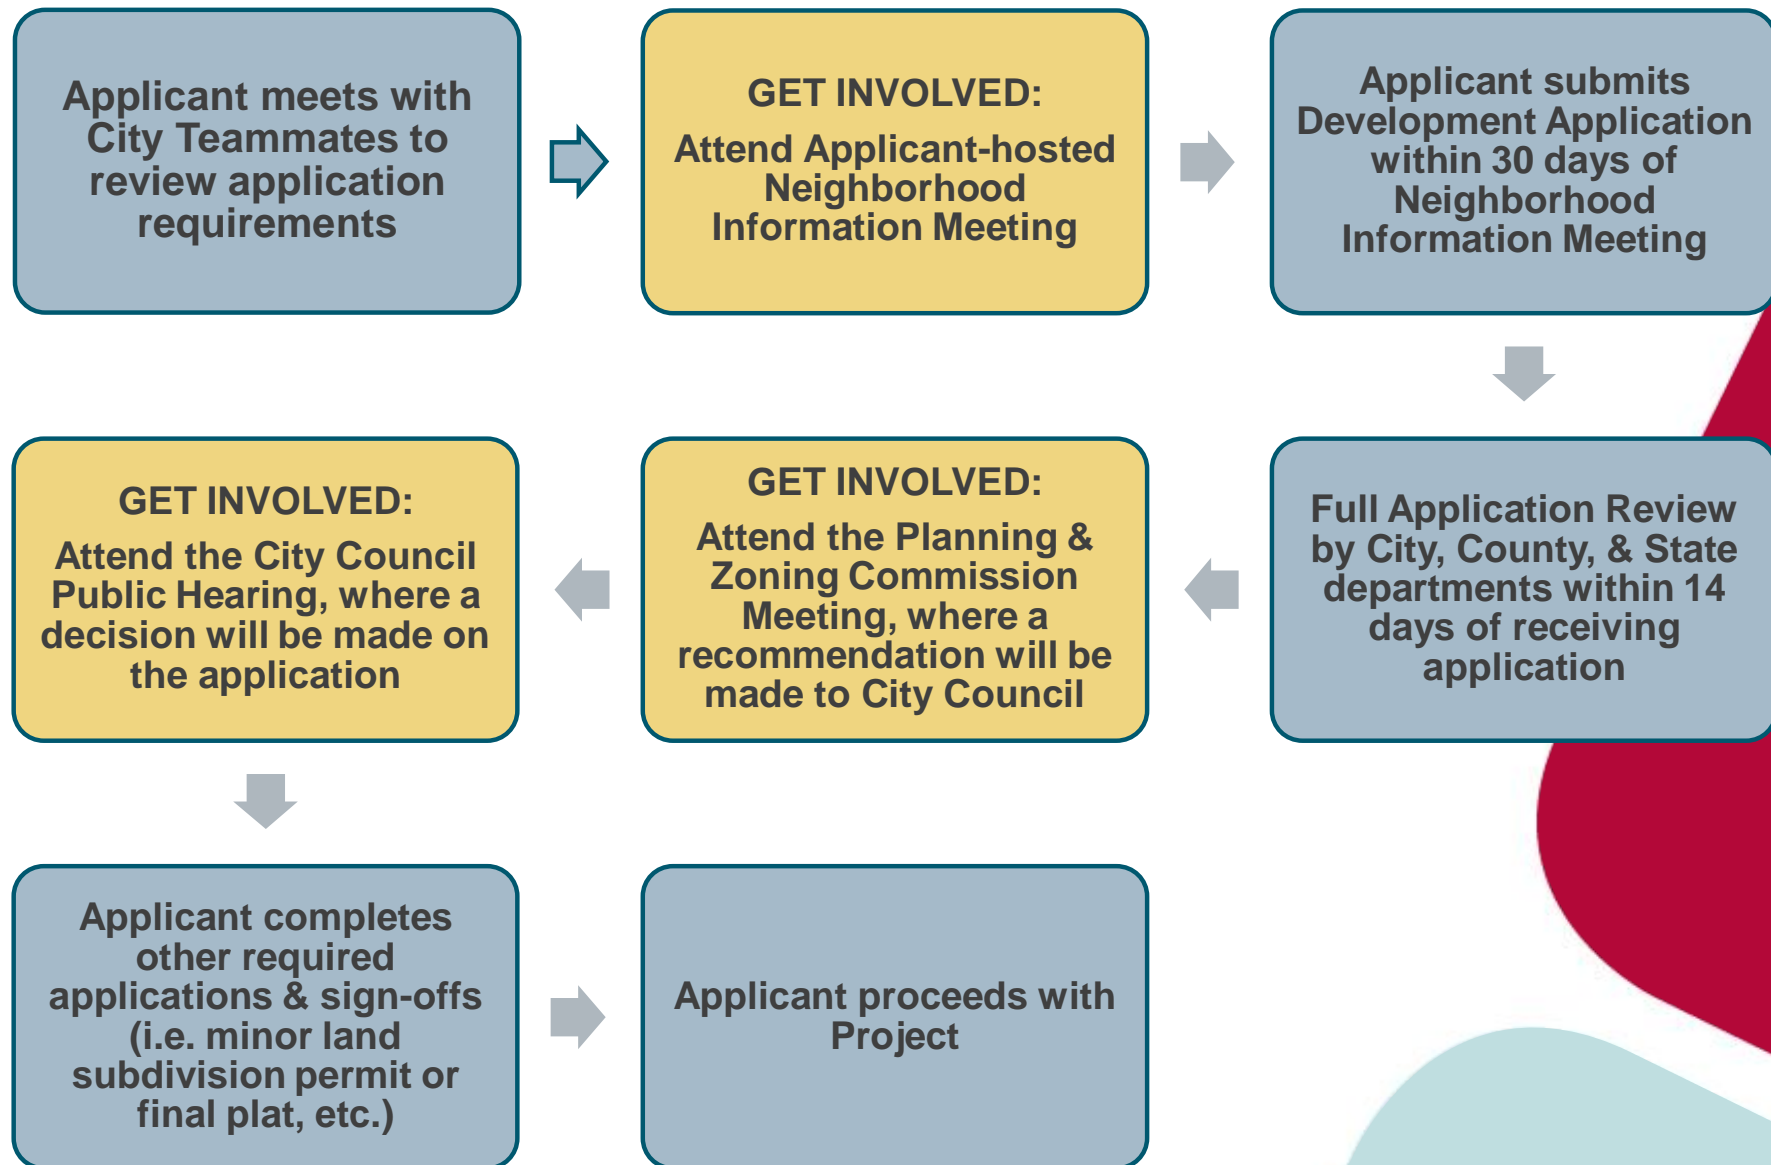 Applicant meets with
City Teammates to
review application
requirements
GET INVOLVED:
Attend Applicant-hosted
Neighborhood
Information Meeting
Applicant submits
Development Application
within 30 days of
Neighborhood
Information Meeting
Full Application Review
by City, County, & State
departments within 14
days of receiving
application
GET INVOLVED:
Attend the Planning &
Zoning Commission
Meeting, where a
recommendation will be
made to City Council
GET INVOLVED:
Attend the City Council
Public Hearing, where a
decision will be made on
the application
Applicant completes
other required
applications & sign-offs
(i.e. minor land
subdivision permit or
final plat, etc.)
Applicant proceeds with
Project